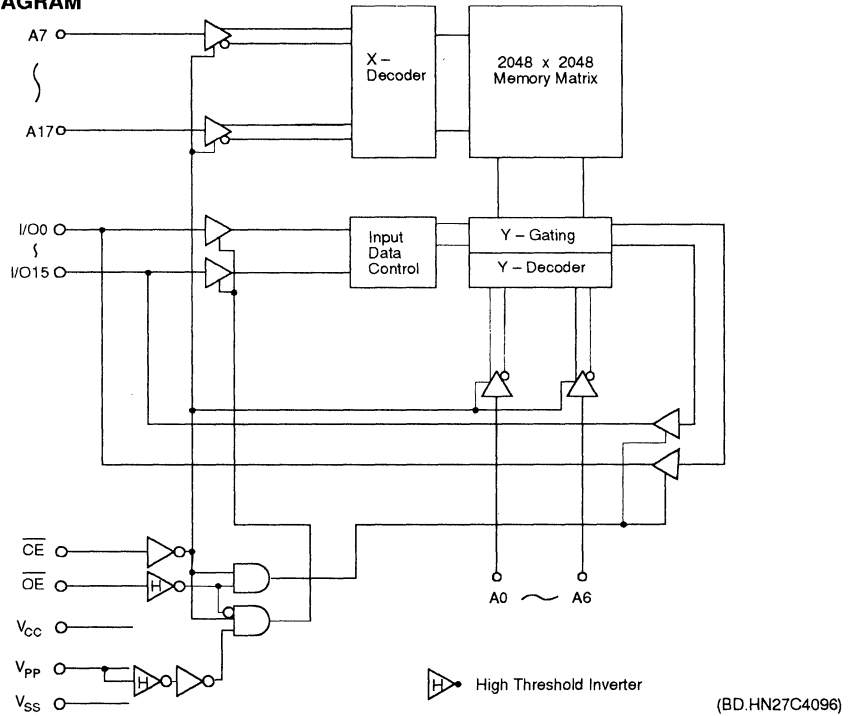 AGRAM
A7
A17
X –
Decoder
2048 x 2048
Memory Matrix
I/O0
I/O15
Input
Data
Control
Y – Gating
Y – Decoder
CE
OE
VCC
VPP
VSS
H
H
A0
A6
H
High Threshold Inverter
(BD.HN27C4096)